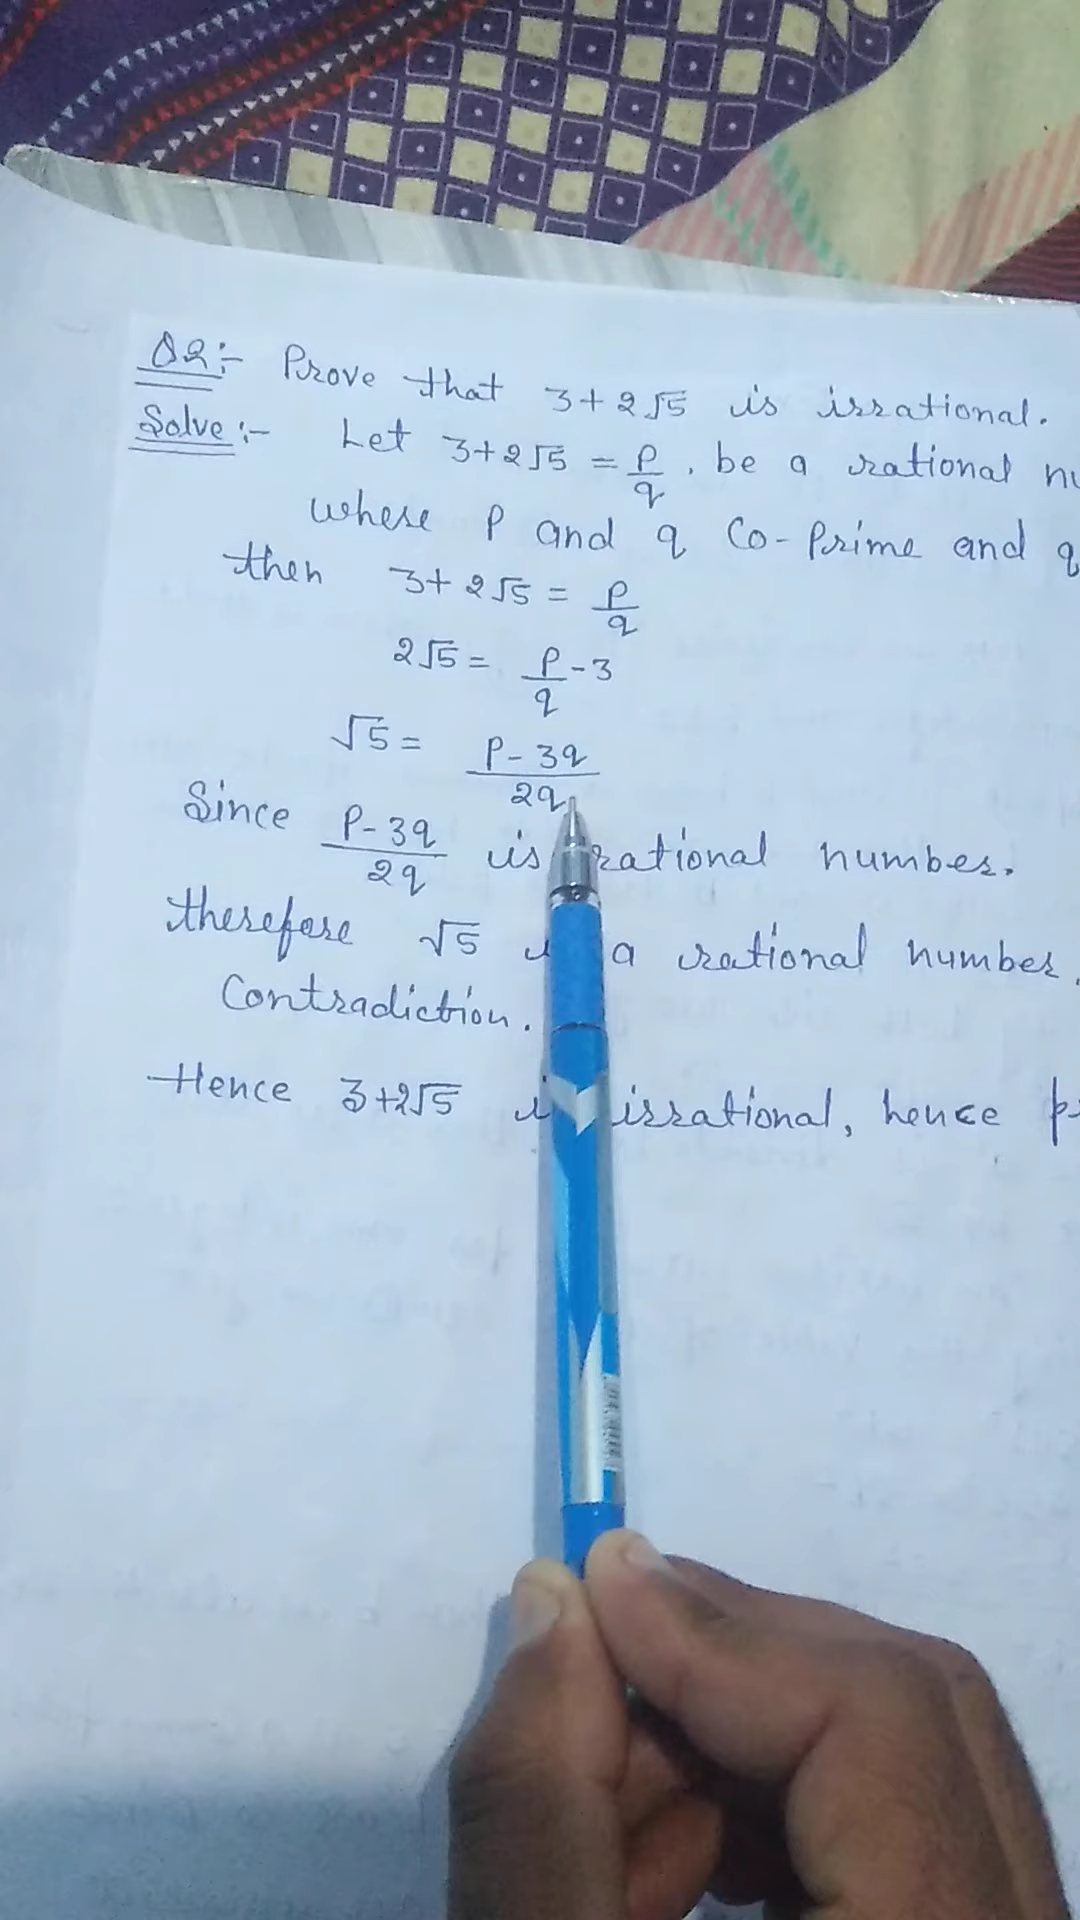 Q2:- Prove that 3+2√5 is irrational.
Solve:- Let 3+2√5 = p/q, be a rational
where p and q Co-Prime and q
then 3+2√5 = p/q
2√5 = p/q - 3
√5 = p-3q/2q
Since p-3q/2q is rational number.
therefore √5 a rational number.
Contradiction.
Hence 3+2√5 irrational, hence